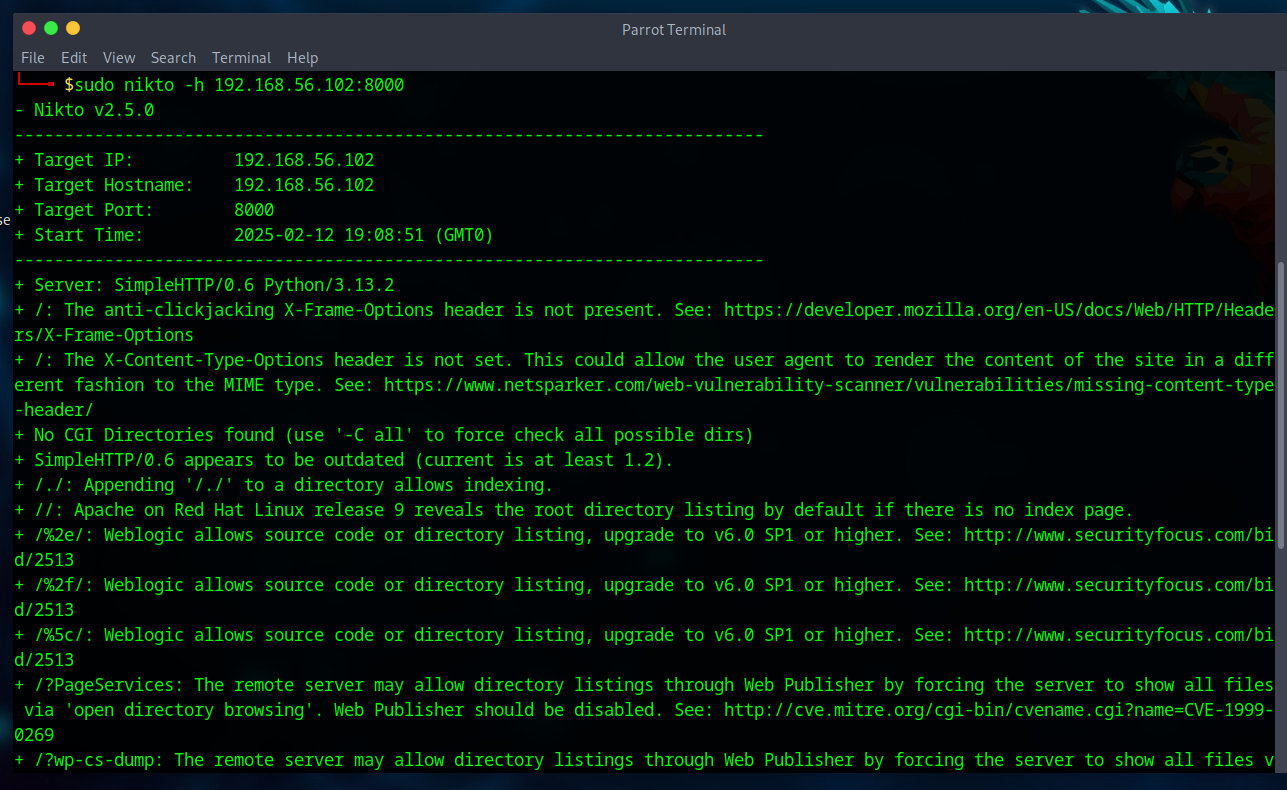 Parrot Terminal
File Edit View Search Terminal Help
$sudo nikto -h 192.168.56.102:8000
- Nikto v2.5.0
---------------------------------------------------------------------------
+ Target IP:          192.168.56.102
+ Target Hostname:    192.168.56.102
+ Target Port:        8000
+ Start Time:         2025-02-12 19:08:51 (GMT0)
---------------------------------------------------------------------------
se
+ Server: SimpleHTTP/0.6 Python/3.13.2
+ /: The anti-clickjacking X-Frame-Options header is not present. See: https://developer.mozilla.org/en-US/docs/Web/HTTP/Heade
rs/X-Frame-Options
+ /: The X-Content-Type-Options header is not set. This could allow the user agent to render the content of the site in a diff
erent fashion to the MIME type. See: https://www.netsparker.com/web-vulnerability-scanner/vulnerabilities/missing-content-type
-header/
+ No CGI Directories found (use '-C all' to force check all possible dirs)
+ SimpleHTTP/0.6 appears to be outdated (current is at least 1.2).
+ /./: Appending '/./' to a directory allows indexing.
+ //: Apache on Red Hat Linux release 9 reveals the root directory listing by default if there is no index page.
+ /%2e/: Weblogic allows source code or directory listing, upgrade to v6.0 SP1 or higher. See: http://www.securityfocus.com/bi
d/2513
+ /%2f/: Weblogic allows source code or directory listing, upgrade to v6.0 SP1 or higher. See: http://www.securityfocus.com/bi
d/2513
+ /%5c/: Weblogic allows source code or directory listing, upgrade to v6.0 SP1 or higher. See: http://www.securityfocus.com/bi
d/2513
+ /?PageServices: The remote server may allow directory listings through Web Publisher by forcing the server to show all files
 via 'open directory browsing'. Web Publisher should be disabled. See: http://cve.mitre.org/cgi-bin/cvename.cgi?name=CVE-1999-
0269
+ /?wp-cs-dump: The remote server may allow directory listings through Web Publisher by forcing the server to show all files v